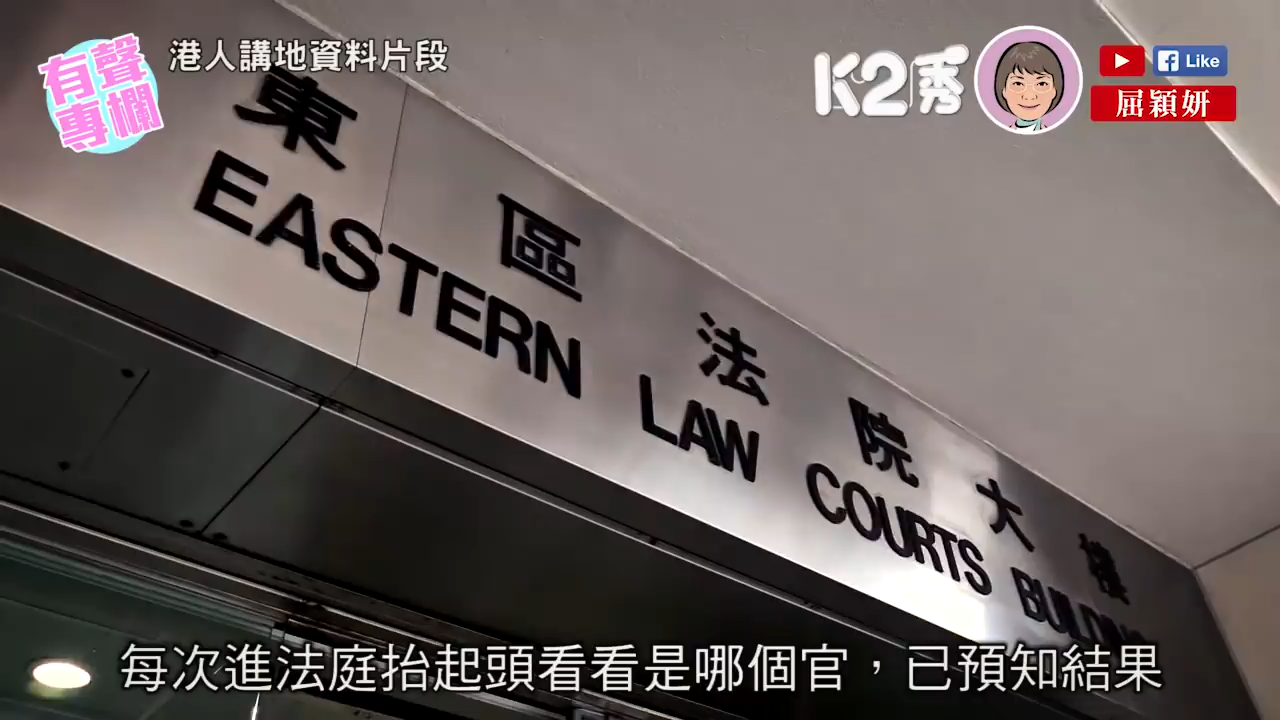 有聲
專欄
港人講地資料片段
K2秀
Like
屈穎妍
東區法院大樓
EASTERN LAW COURTS BUILDING
每次進法庭抬起頭看看是哪個官，已預知結果